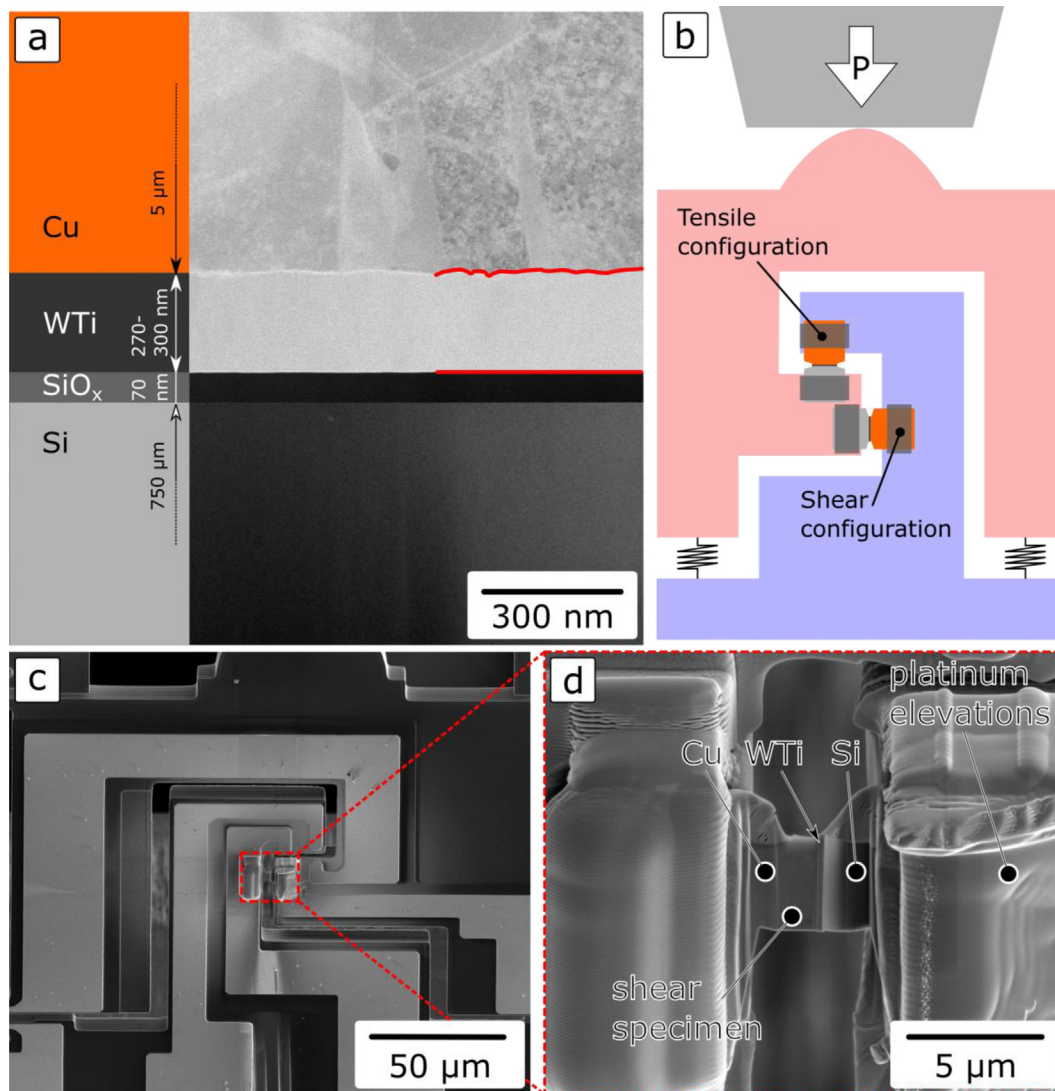 a
Cu
5 µm
WTi
270-
300 nm
SiOx
70
nm
Si
750 µm
300 nm
b
P
Tensile
configuration
Shear
configuration
c
50 µm
d
platinum
elevations
Cu
WTi
Si
shear
specimen
5 µm